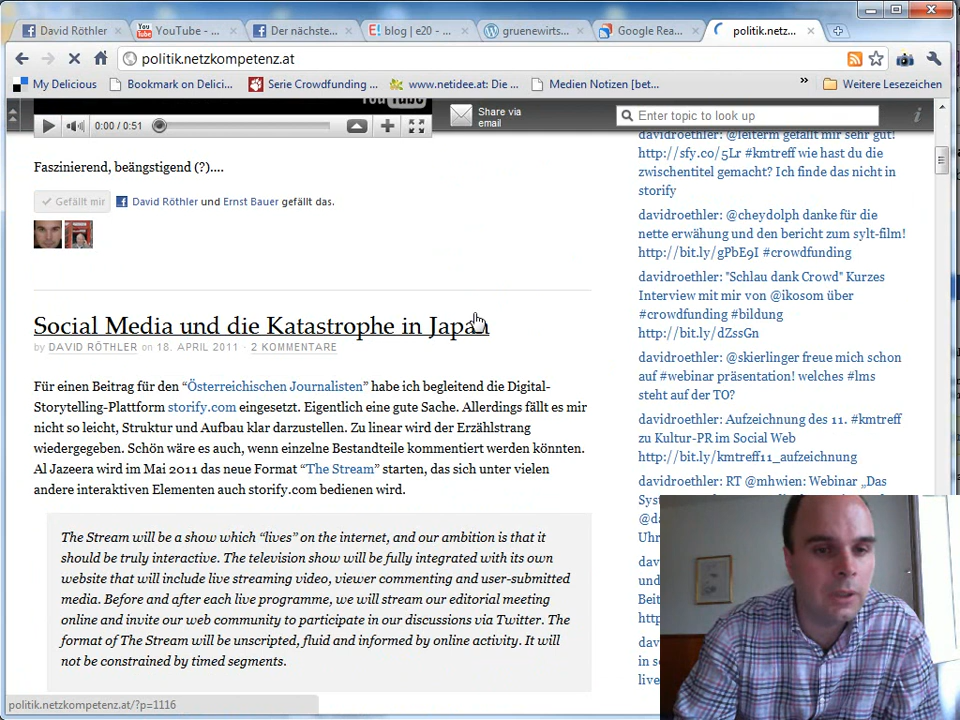 David Röthler
YouTube - ...
Der nächste...
blog | e20 - ...
gruenewirts...
Google Rea...
politik.netz...
politik.netzkompetenz.at
My Delicious
Bookmark on Delici...
Serie Crowdfunding ...
www.netidee.at: Die ...
Medien Notizen [bet...
»
Weitere Lesezeichen
YouTube
0:00 / 0:51
Share via
email
Enter topic to look up
Faszinierend, beängstigend (?)....
Gefällt mir
David Röthler und Ernst Bauer gefällt das.
Social Media und die Katastrophe in Japan
by DAVID RÖTHLER on 18. APRIL 2011 · 2 KOMMENTARE
Für einen Beitrag für den “Österreichischen Journalisten” habe ich begleitend die Digital-
Storytelling-Plattform storify.com eingesetzt. Eigentlich eine gute Sache. Allerdings fällt es mir
nicht so leicht, Struktur und Aufbau klar darzustellen. Zu linear wird der Erzählstrang
wiedergegeben. Schön wäre es auch, wenn einzelne Bestandteile kommentiert werden könnten.
Al Jazeera wird im Mai 2011 das neue Format “The Stream” starten, das sich unter vielen
andere interaktiven Elementen auch storify.com bedienen wird.
The Stream will be a show which “lives” on the internet, and our ambition is that it
should be truly interactive. The television show will be fully integrated with its own
website that will include live streaming video, viewer commenting and user-submitted
media. Before and after each live programme, we will stream our editorial meeting
online and invite our web community to participate in our discussions via Twitter. The
format of The Stream will be unscripted, fluid and informed by online activity. It will
not be constrained by timed segments.
davidroethler: @leiterm gefällt mir sehr gut!
http://sfy.co/5Lr #kmtreff wie hast du die
zwischentitel gemacht? Ich finde das nicht in
storify
davidroethler: @cheydolph danke für die
nette erwähung und den bericht zum sylt-film!
http://bit.ly/gPbE9I #crowdfunding
davidroethler: "Schlau dank Crowd" Kurzes
Interview mit mir von @ikosom über
#crowdfunding #bildung
http://bit.ly/dZssGn
davidroethler: @skierlinger freue mich schon
auf #webinar präsentation! welches #lms
steht auf der TO?
davidroethler: Aufzeichnung des 11. #kmtreff
zu Kultur-PR im Social Web
http://bit.ly/kmtreff11_aufzeichnung
davidroethler: RT @mhwien: Webinar „Das
politik.netzkompetenz.at/?p=1116